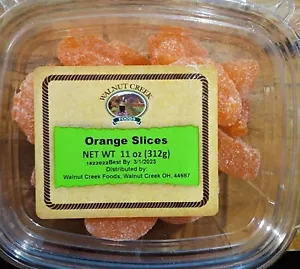 WALNUT CREEK
FOODS
Orange Slices
NET WT 11 oz (312g)
1822022Best By 3/1/2023
Distributed by:
Walnut Creek Foods, Walnut Creek OH, 44687